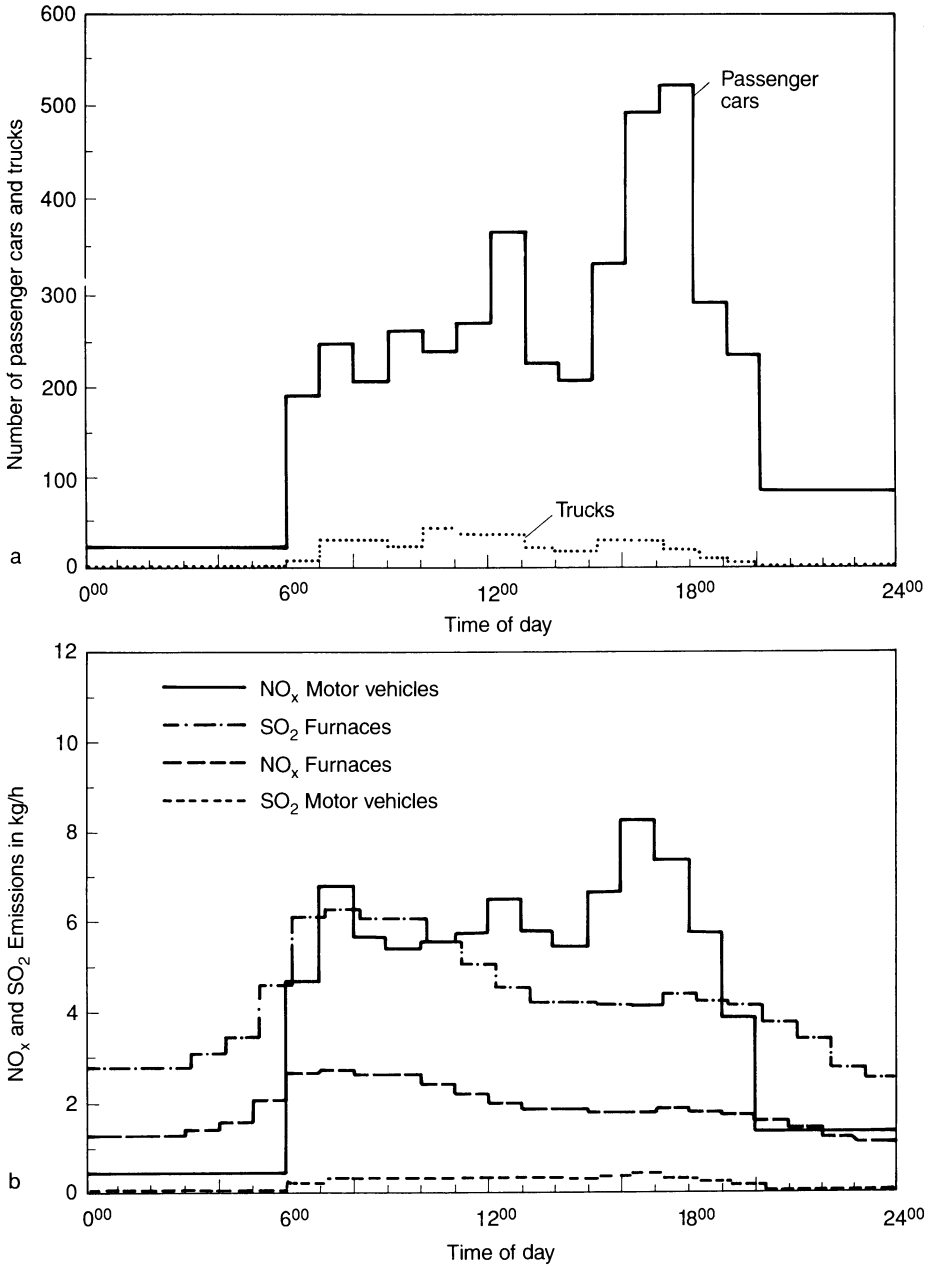 600
500
400
300
200
100
0
Number of passenger cars and trucks
Passenger
cars
Trucks
a
0⁰⁰ 6⁰⁰ 12⁰⁰ 18⁰⁰ 24⁰⁰
Time of day
12
10
8
6
4
2
0
NOₓ and SO₂ Emissions in kg/h
NOₓ Motor vehicles
SO₂ Furnaces
NOₓ Furnaces
SO₂ Motor vehicles
b
0⁰⁰ 6⁰⁰ 12⁰⁰ 18⁰⁰ 24⁰⁰
Time of day